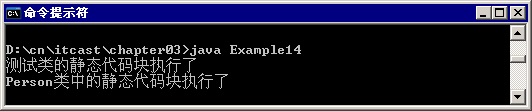 命令提示符
D:\cn\itcast\chapter03>java Example14
测试类的静态代码块执行了
Person类中的静态代码块执行了